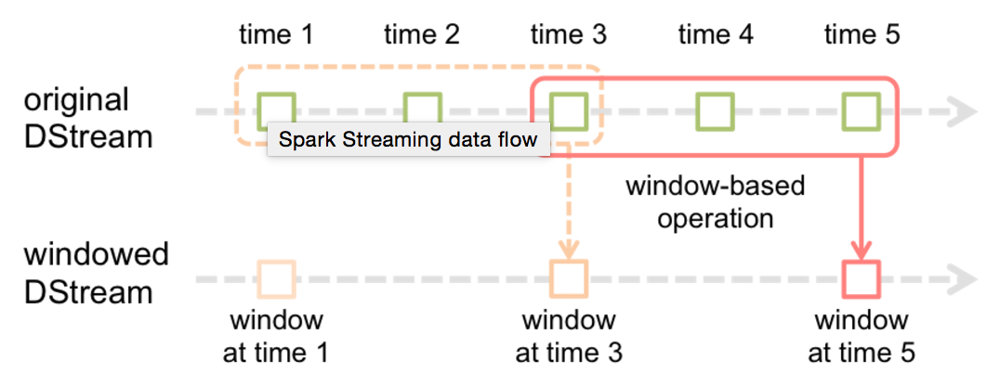 time 1 time 2 time 3 time 4 time 5
original
DStream
Spark Streaming data flow
window-based
operation
windowed
DStream
window
at time 1
window
at time 3
window
at time 5